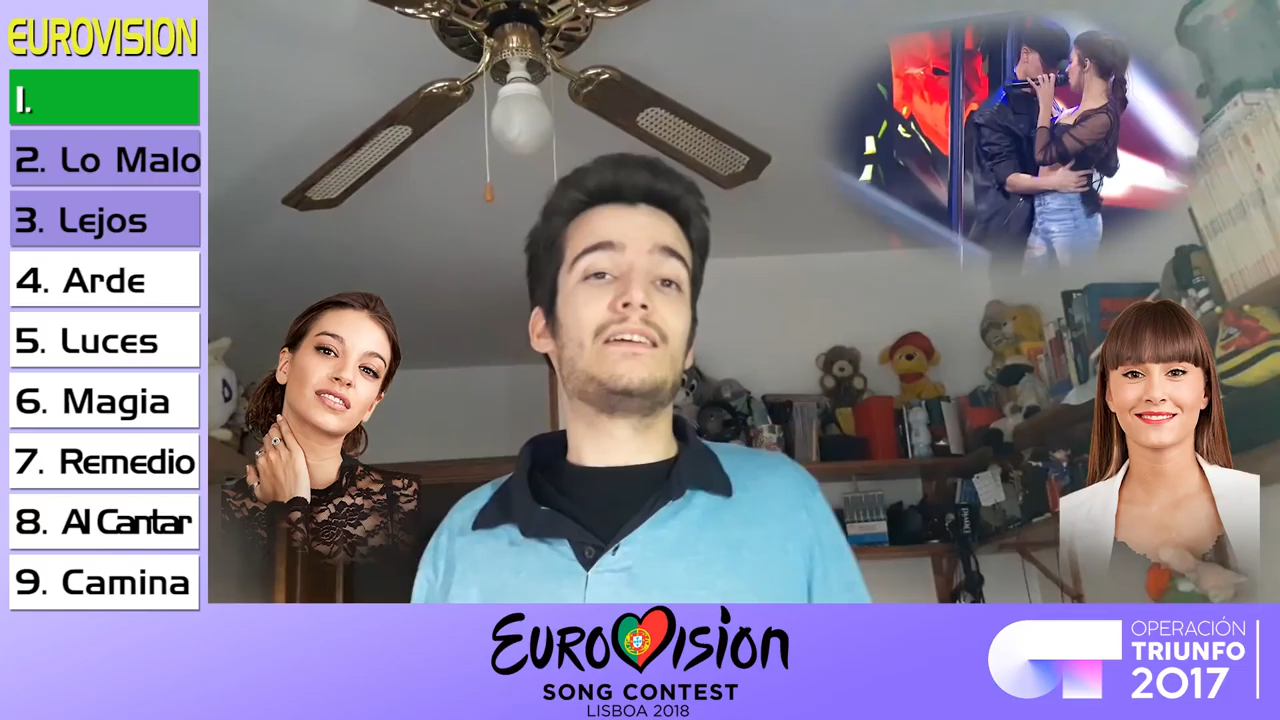 EUROVISION
1.
2. Lo Malo
3. Lejos
4. Arde
5. Luces
6. Magia
7. Remedio
8. Al Cantar
9. Camina
David
EUROVISION
SONG CONTEST
LISBOA 2018
OPERACIÓN
TRIUNFO
2017